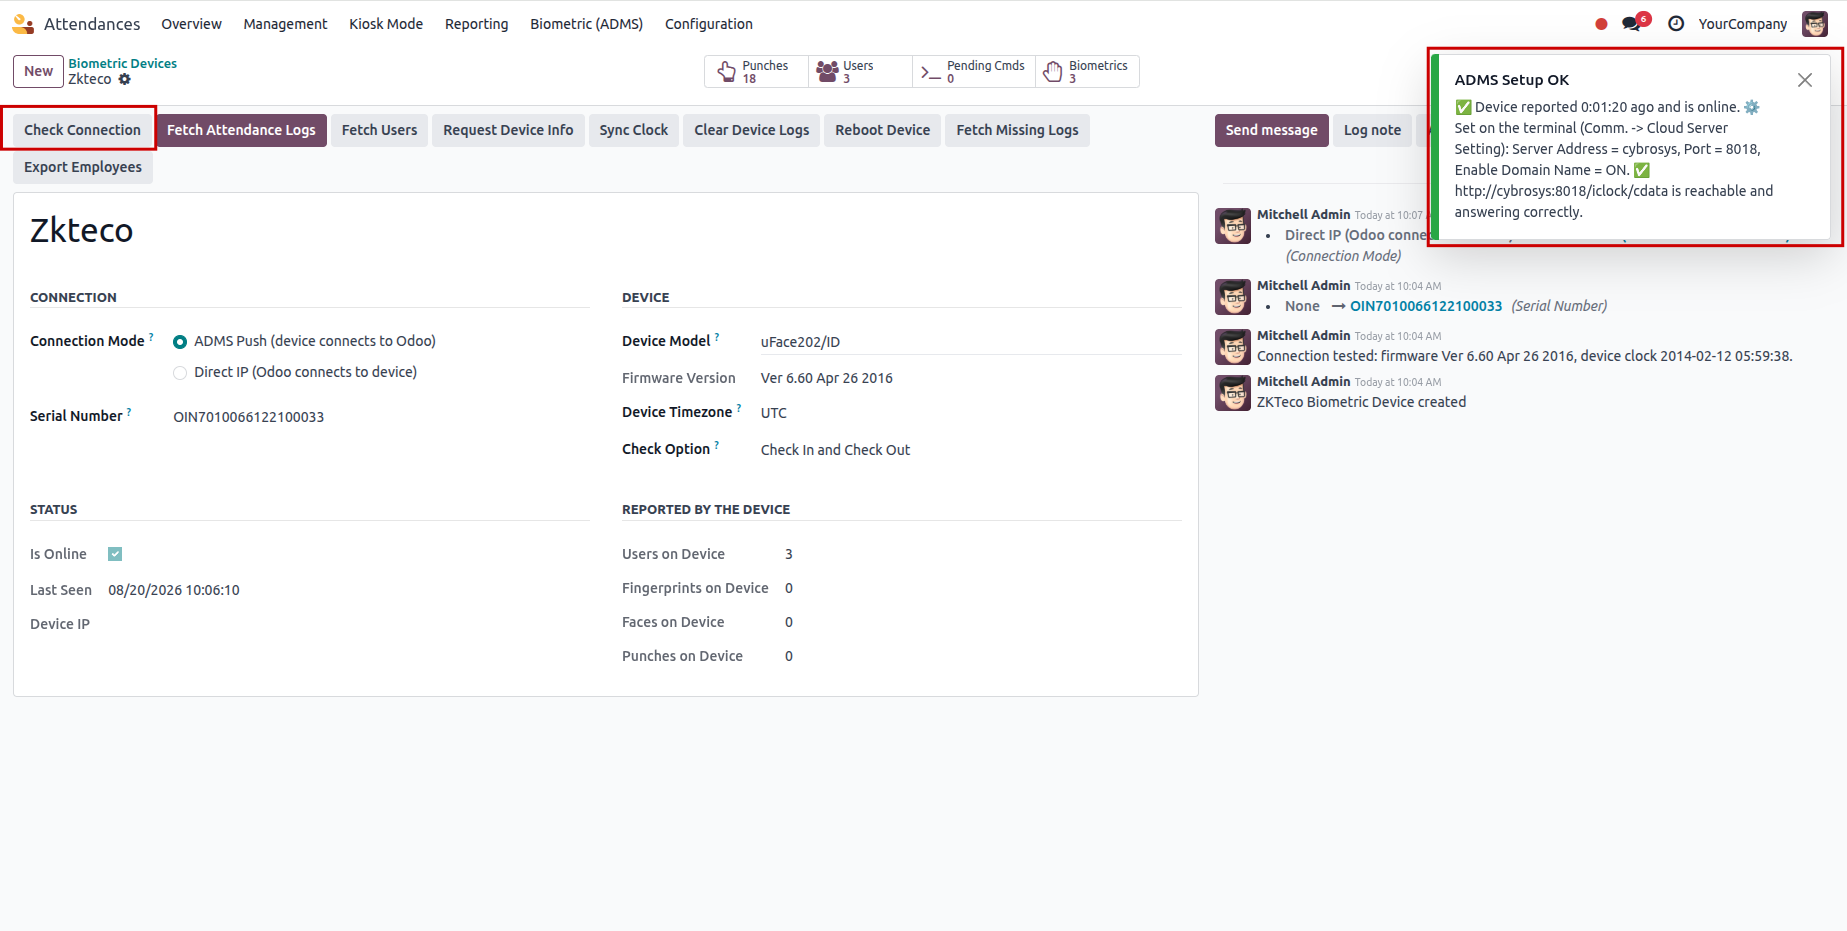 Attendances Overview Management Kiosk Mode Reporting Biometric (ADMS) Configuration 6 YourCompany
New Biometric Devices
Zkteco
Punches 18
Users 3
Pending Cmds 0
Biometrics 3
Check Connection Fetch Attendance Logs Fetch Users Request Device Info Sync Clock Clear Device Logs Reboot Device Fetch Missing Logs
Export Employees
Send message Log note
ADMS Setup OK
✅ Device reported 0:01:20 ago and is online. ⚙️
Set on the terminal (Comm. -> Cloud Server
Setting): Server Address = cybrosys, Port = 8018,
Enable Domain Name = ON. ✅
http://cybrosys:8018/iclock/cdata is reachable and
answering correctly.
Zkteco
CONNECTION
Connection Mode ? ADMS Push (device connects to Odoo)
Direct IP (Odoo connects to device)
Serial Number ? OIN7010066122100033
DEVICE
Device Model ? uFace202/ID
Firmware Version Ver 6.60 Apr 26 2016
Device Timezone ? UTC
Check Option ? Check In and Check Out
STATUS
Is Online
Last Seen 08/20/2026 10:06:10
Device IP
REPORTED BY THE DEVICE
Users on Device 3
Fingerprints on Device 0
Faces on Device 0
Punches on Device 0
Mitchell Admin Today at 10:07
• Direct IP (Odoo
(Connection Mode)
Mitchell Admin Today at 10:04 AM
• None → OIN7010066122100033 (Serial Number)
Mitchell Admin Today at 10:04 AM
Connection tested: firmware Ver 6.60 Apr 26 2016, device clock 2014-02-12 05:59:38.
Mitchell Admin Today at 10:04 AM
ZKTeco Biometric Device created